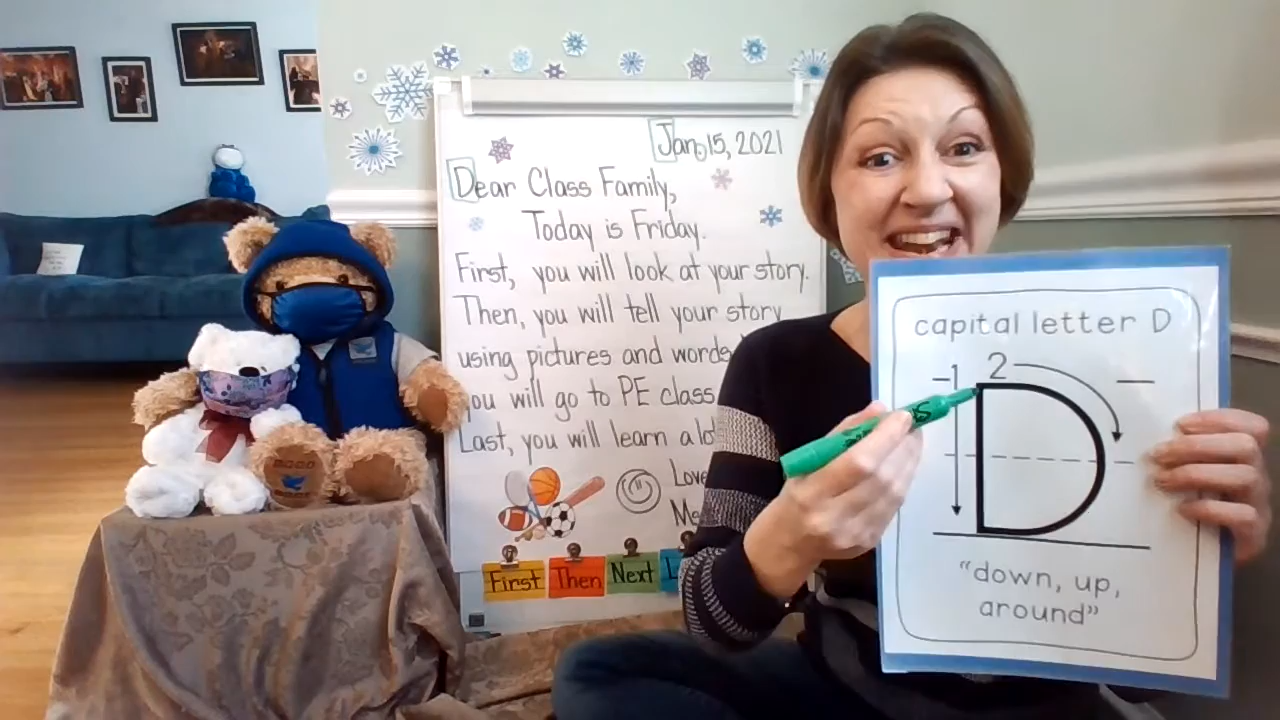 Jan. 15, 2021
Dear Class Family,
Today is Friday.
First, you will look at your story.
Then, you will tell your story
using pictures and words
you will go to PE class
Last, you will learn a lot
Love
First Then Next
capital letter D
1 2
D
"down, up,
around"